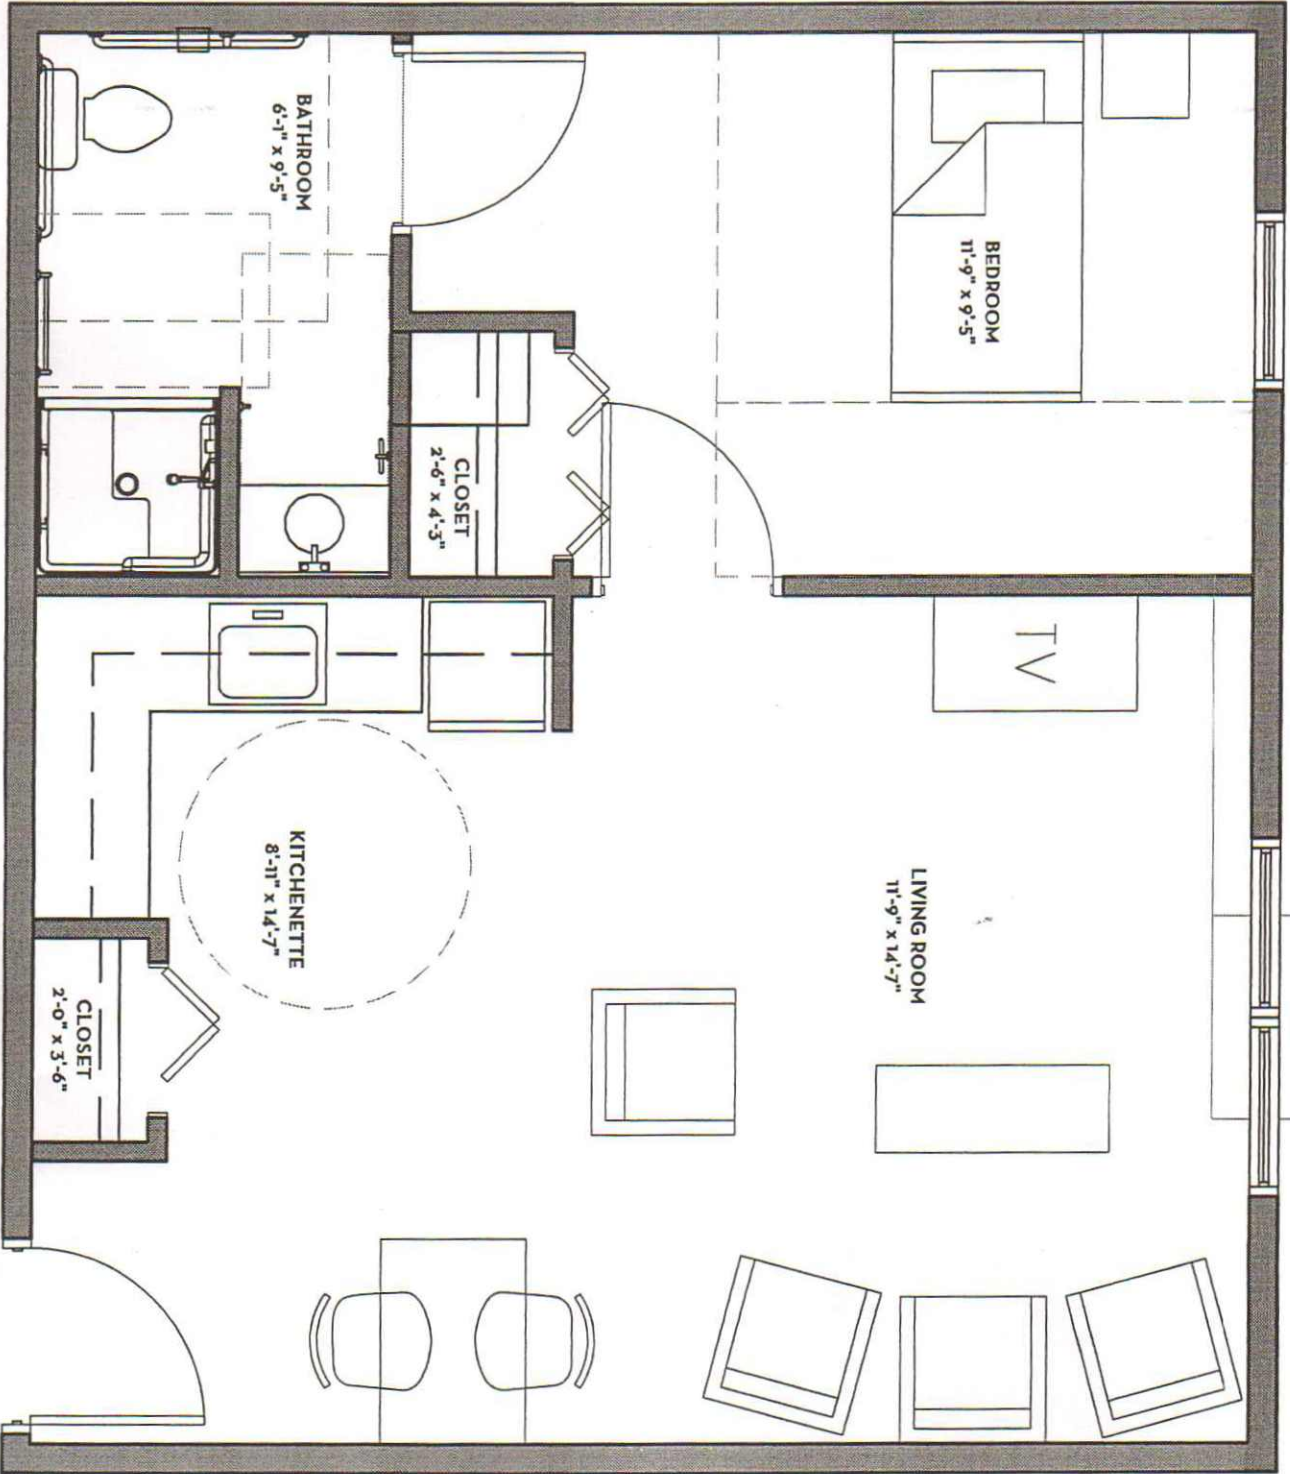 BATHROOM
6'-1" x 9'-5"
BEDROOM
11'-9" x 9'-5"
CLOSET
2'-6" x 4'-3"
TV
KITCHENETTE
8'-11" x 14'-7"
LIVING ROOM
11'-9" x 14'-7"
CLOSET
2'-0" x 3'-6"